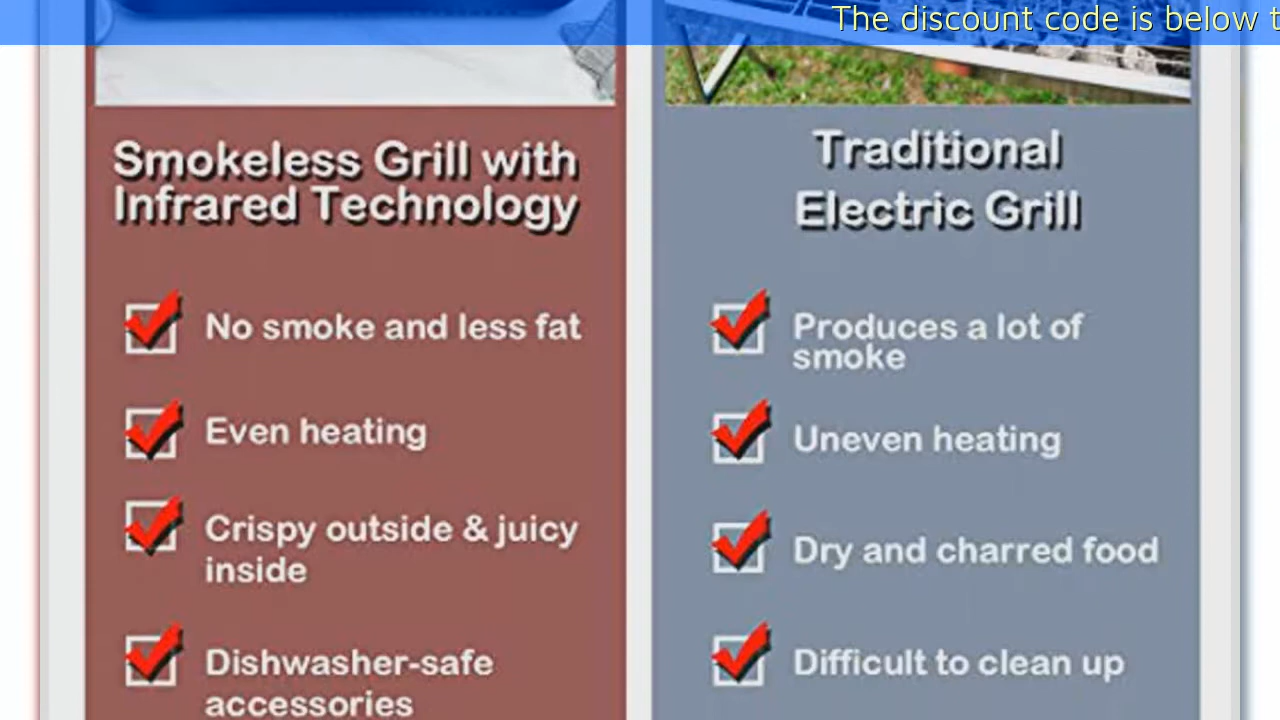 The discount code is below t
Smokeless Grill with
Infrared Technology
No smoke and less fat
Even heating
Crispy outside & juicy
inside
Dishwasher-safe
accessories
Traditional
Electric Grill
Produces a lot of
smoke
Uneven heating
Dry and charred food
Difficult to clean up